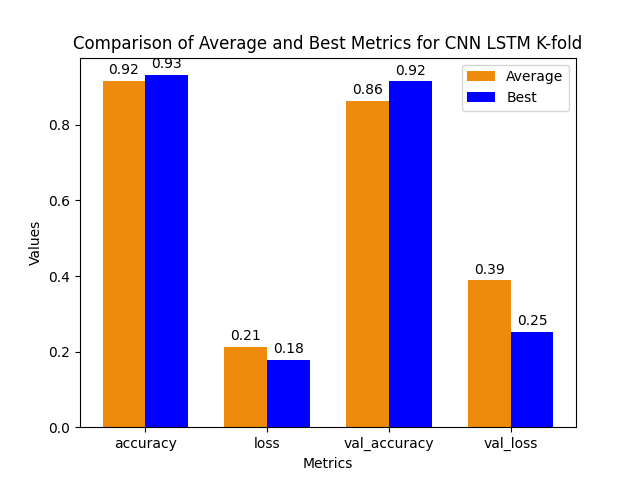 Comparison of Average and Best Metrics for CNN LSTM K-fold
0.92
0.93
0.86
0.92
Average
Best
0.8
0.6
0.4
0.2
0.0
Values
0.21
0.18
0.39
0.25
accuracy
loss
val_accuracy
val_loss
Metrics